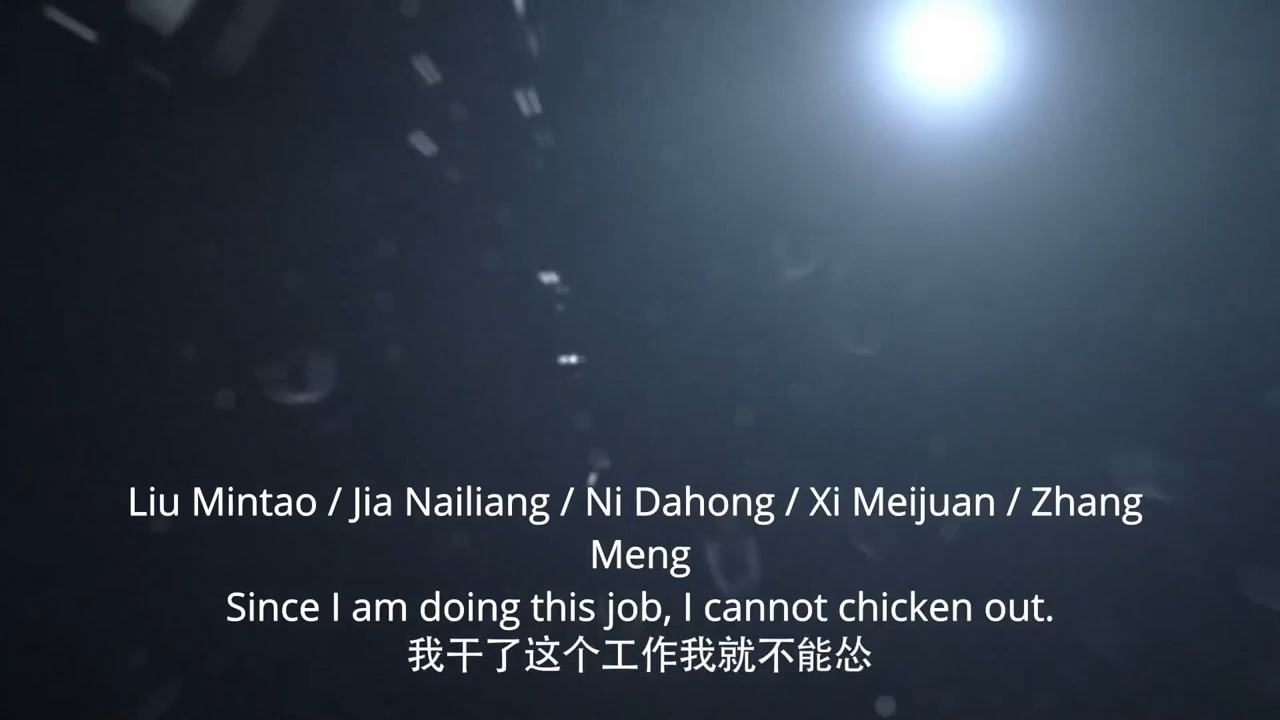 Liu Mintao / Jia Nailiang / Ni Dahong / Xi Meijuan / Zhang
Meng
Since I am doing this job, I cannot chicken out.
我干了这个工作我就不能怂